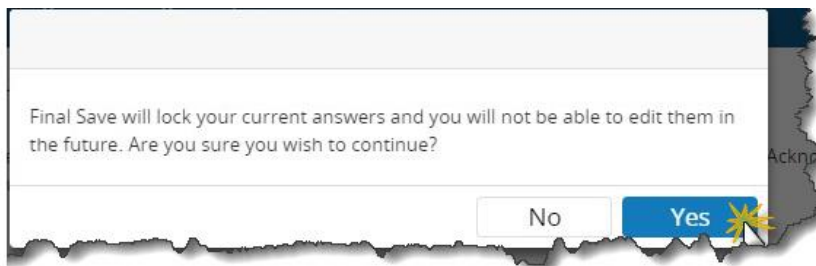 Final Save will lock your current answers and you will not be able to edit them in
the future. Are you sure you wish to continue?
No
Yes